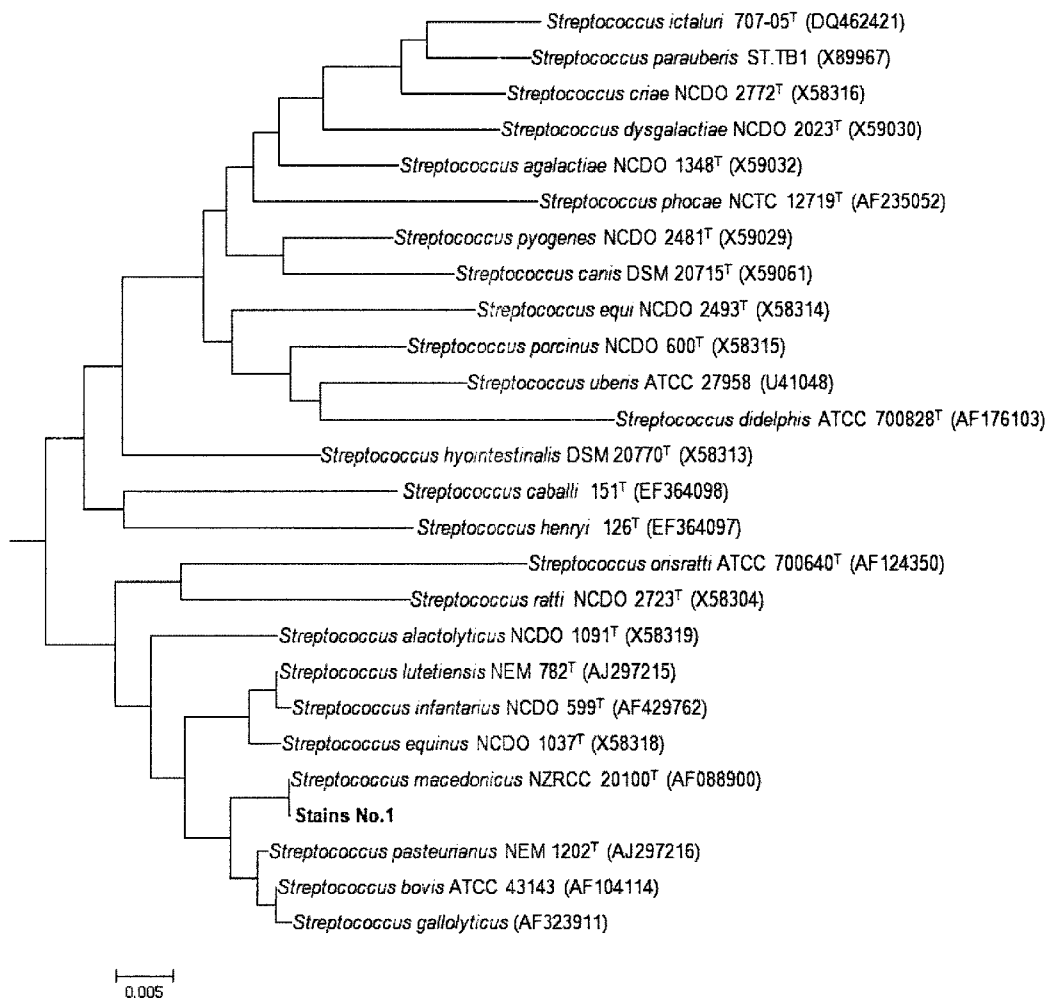 Streptococcus ictaluri 707-05ᵀ (DQ462421)
Streptococcus parauberis ST.TB1 (X89967)
Streptococcus criae NCDO 2772ᵀ (X58316)
Streptococcus dysgalactiae NCDO 2023ᵀ (X59030)
Streptococcus agalactiae NCDO 1348ᵀ (X59032)
Streptococcus phocae NCTC 12719ᵀ (AF235052)
Streptococcus pyogenes NCDO 2481ᵀ (X59029)
Streptococcus canis DSM 20715ᵀ (X59061)
Streptococcus equi NCDO 2493ᵀ (X58314)
Streptococcus porcinus NCDO 600ᵀ (X58315)
Streptococcus uberis ATCC 27958 (U41048)
Streptococcus didelphis ATCC 700828ᵀ (AF176103)
Streptococcus hyointestinalis DSM 20770ᵀ (X58313)
Streptococcus caballi 151ᵀ (EF364098)
Streptococcus henryi 126ᵀ (EF364097)
Streptococcus orisratti ATCC 700640ᵀ (AF124350)
Streptococcus ratti NCDO 2723ᵀ (X58304)
Streptococcus alactolyticus NCDO 1091ᵀ (X58319)
Streptococcus lutetiensis NEM 782ᵀ (AJ297215)
Streptococcus infantarius NCDO 599ᵀ (AF429762)
Streptococcus equinus NCDO 1037ᵀ (X58318)
Streptococcus macedonicus NZRCC 20100ᵀ (AF088900)
Stains No.1
Streptococcus pasteurianus NEM 1202ᵀ (AJ297216)
Streptococcus bovis ATCC 43143 (AF104114)
Streptococcus gallolyticus (AF323911)
0.005